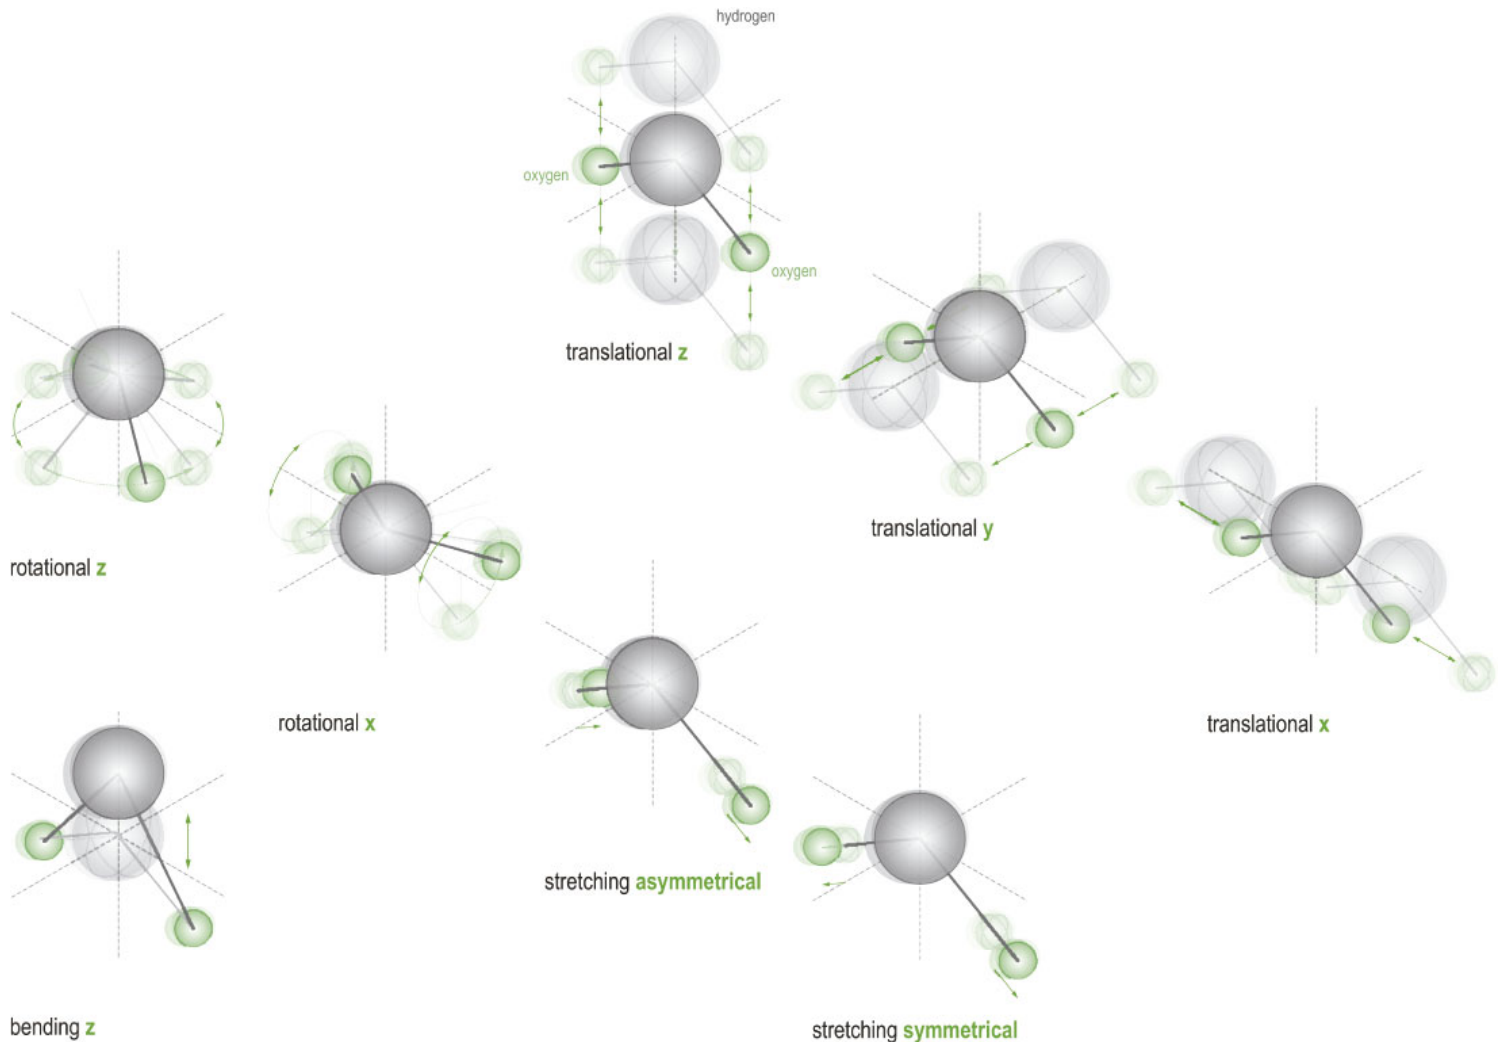 hydrogen
oxygen
oxygen
translational z
translational y
rotational z
rotational x
translational x
stretching asymmetrical
bending z
stretching symmetrical